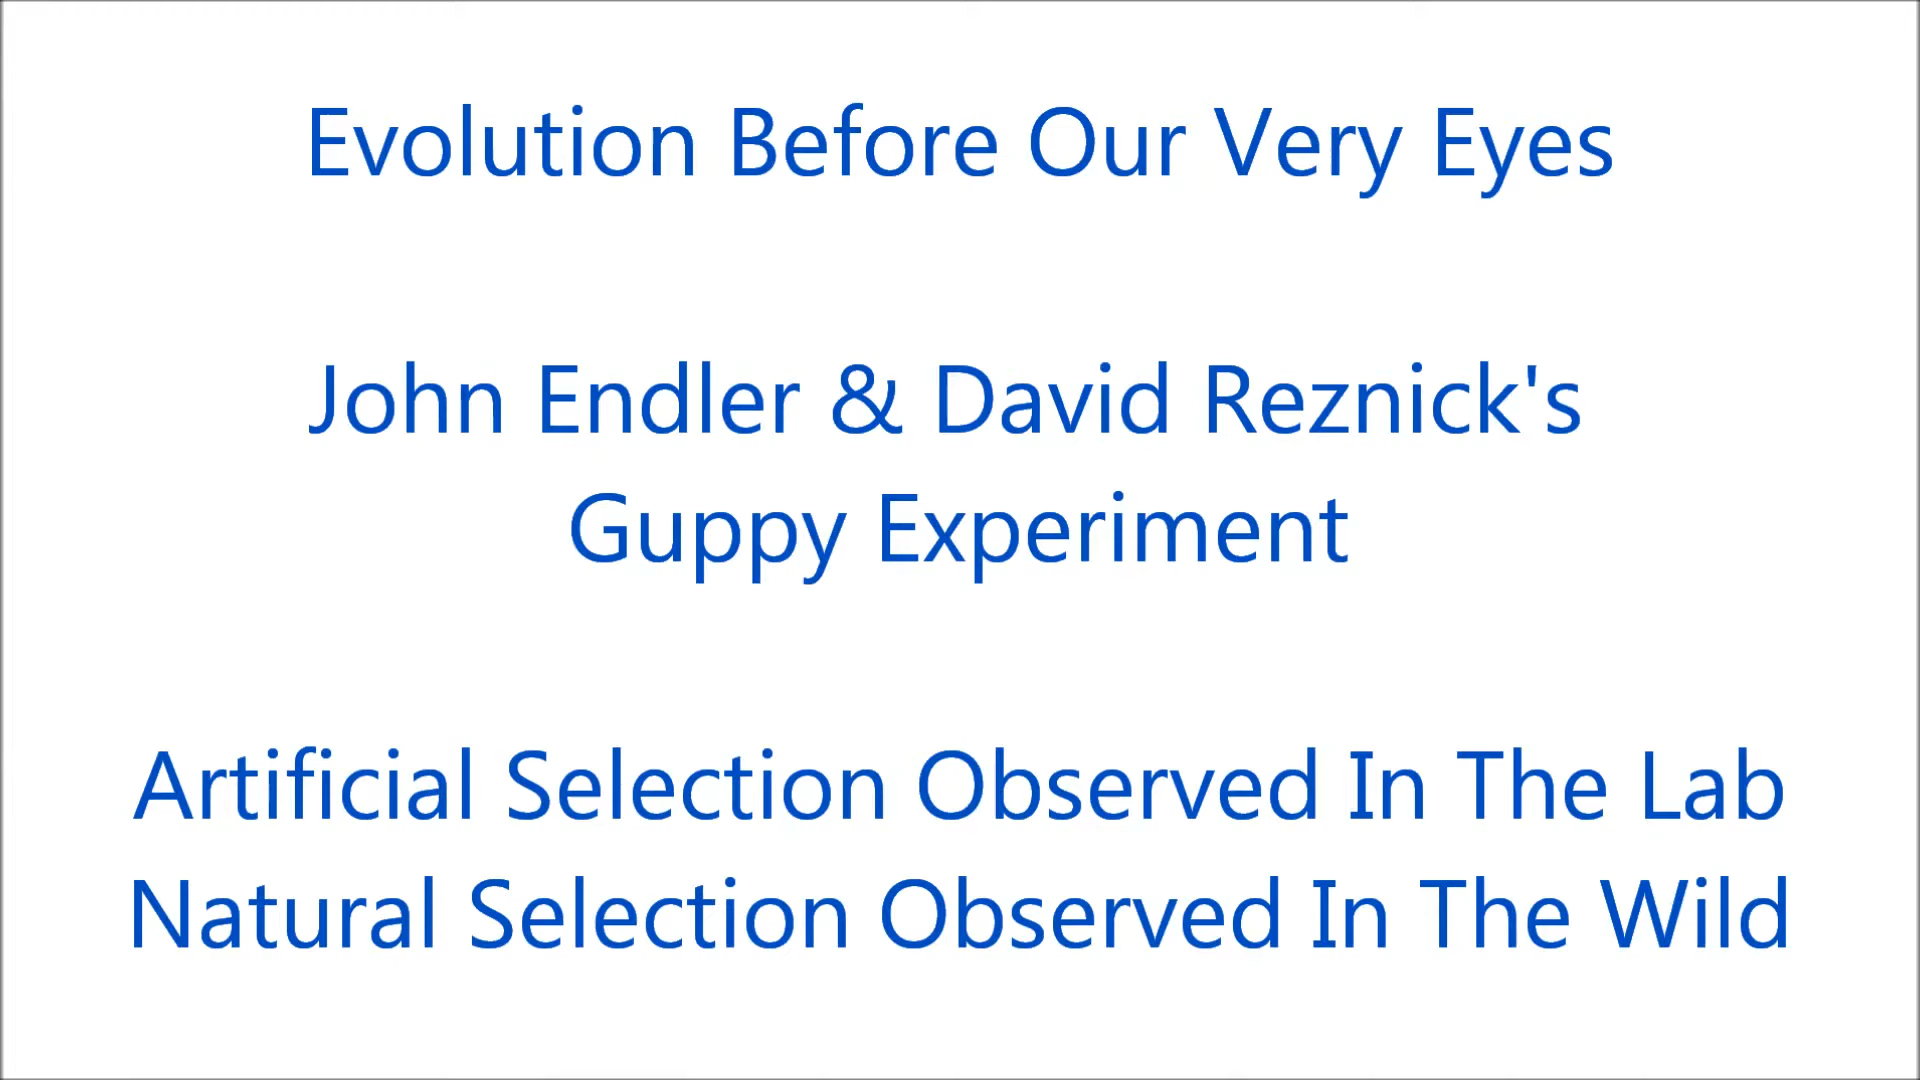 Evolution Before Our Very Eyes
John Endler & David Reznick's
Guppy Experiment
Artificial Selection Observed In The Lab
Natural Selection Observed In The Wild